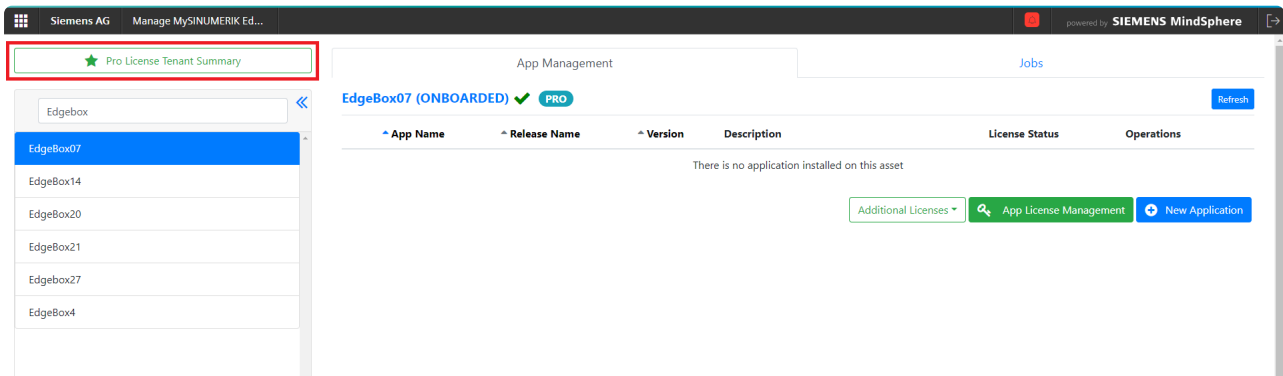 Siemens AG Manage MySINUMERIK Ed... powered by SIEMENS MindSphere
Pro License Tenant Summary
App Management Jobs
Edgebox
EdgeBox07 (ONBOARDED) PRO Refresh
App Name Release Name Version Description License Status Operations
EdgeBox07
There is no application installed on this asset
EdgeBox14
Additional Licenses App License Management New Application
EdgeBox20
EdgeBox21
Edgebox27
EdgeBox4